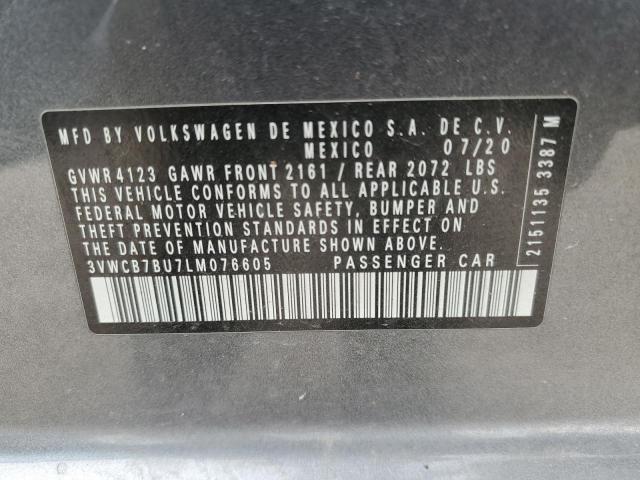 MFD BY VOLKSWAGEN DE MEXICO S.A. DE C.V.
MEXICO 07/20
GVWR 4123 GAWR FRONT 2161 / REAR 2072 LBS
THIS VEHICLE CONFORMS TO ALL APPLICABLE U.S.
FEDERAL MOTOR VEHICLE SAFETY, BUMPER AND
THEFT PREVENTION STANDARDS IN EFFECT ON
THE DATE OF MANUFACTURE SHOWN ABOVE.
3VWCB7BU7LM076605 PASSENGER CAR
2151135 3387 M